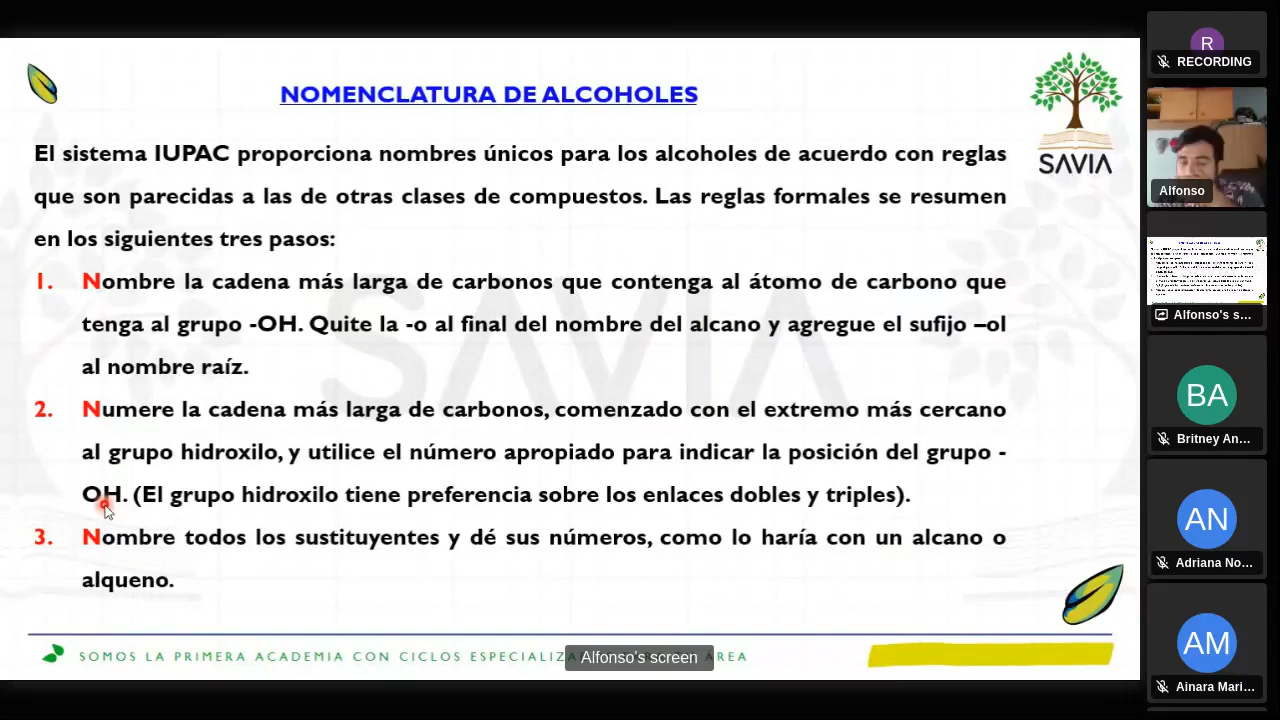 NOMENCLATURA DE ALCOHOLES
El sistema IUPAC proporciona nombres únicos para los alcoholes de acuerdo con reglas
que son parecidas a las de otras clases de compuestos. Las reglas formales se resumen
en los siguientes tres pasos:
1. Nombre la cadena más larga de carbonos que contenga al átomo de carbono que
tenga al grupo -OH. Quite la -o al final del nombre del alcano y agregue el sufijo –ol
al nombre raíz.
2. Numere la cadena más larga de carbonos, comenzado con el extremo más cercano
al grupo hidroxilo, y utilice el número apropiado para indicar la posición del grupo -
OH. (El grupo hidroxilo tiene preferencia sobre los enlaces dobles y triples).
3. Nombre todos los sustituyentes y dé sus números, como lo haría con un alcano o
alqueno.
SAVIA
SAVIA
SOMOS LA PRIMERA ACADEMIA CON CICLOS ESPECIALIZA ÁREA
Alfonso's screen
R
RECORDING
Alfonso
Alfonso's s...
BA
Britney An...
AN
Adriana No...
AM
Ainara Mari...